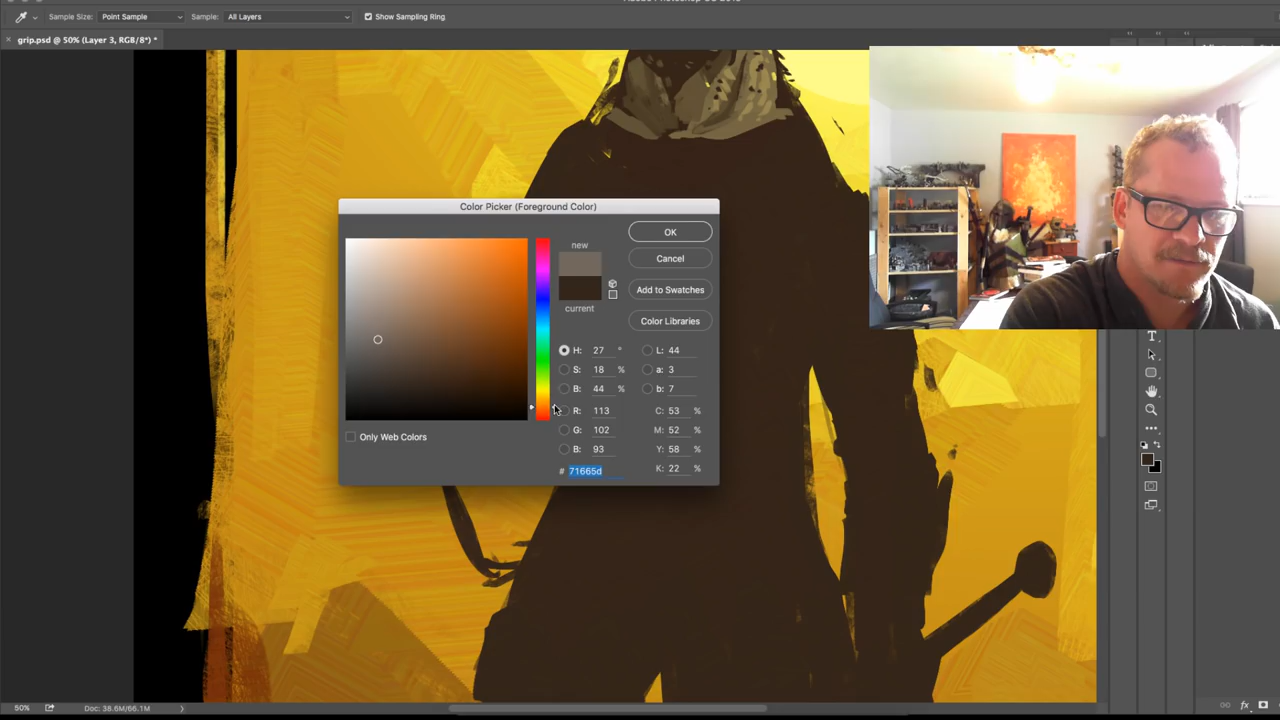 Sample Size: Point Sample Sample: All Layers Show Sampling Ring
× grip.psd @ 50% (Layer 3, RGB/8*) *
Color Picker (Foreground Color)
new
current
OK
Cancel
Add to Swatches
Color Libraries
H: 27 ° L: 44
S: 18 % a: 3
B: 44 % b: 7
R: 113 C: 53 %
G: 102 M: 52 %
B: 93 Y: 58 %
# 71665d K: 22 %
Only Web Colors
T
50% Doc: 38.6M/66.1M
fx